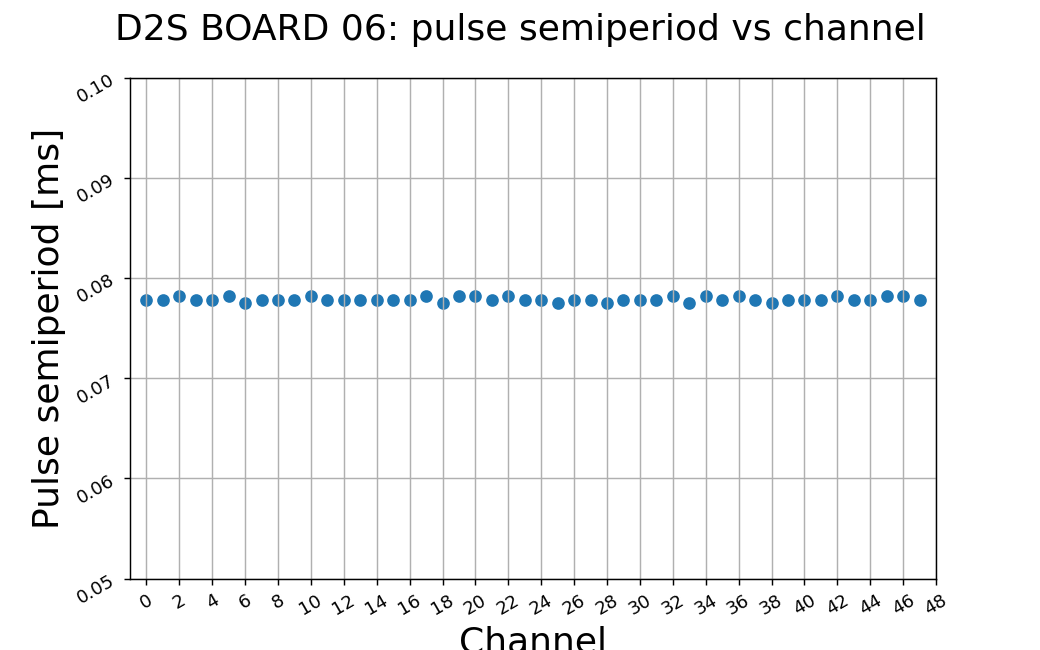 D2S BOARD 06: pulse semiperiod vs channel
Pulse semiperiod [ms]
0.10
0.09
0.08
0.07
0.06
0.05
0 2 4 6 8 10 12 14 16 18 20 22 24 26 28 30 32 34 36 38 40 42 44 46 48
Channel